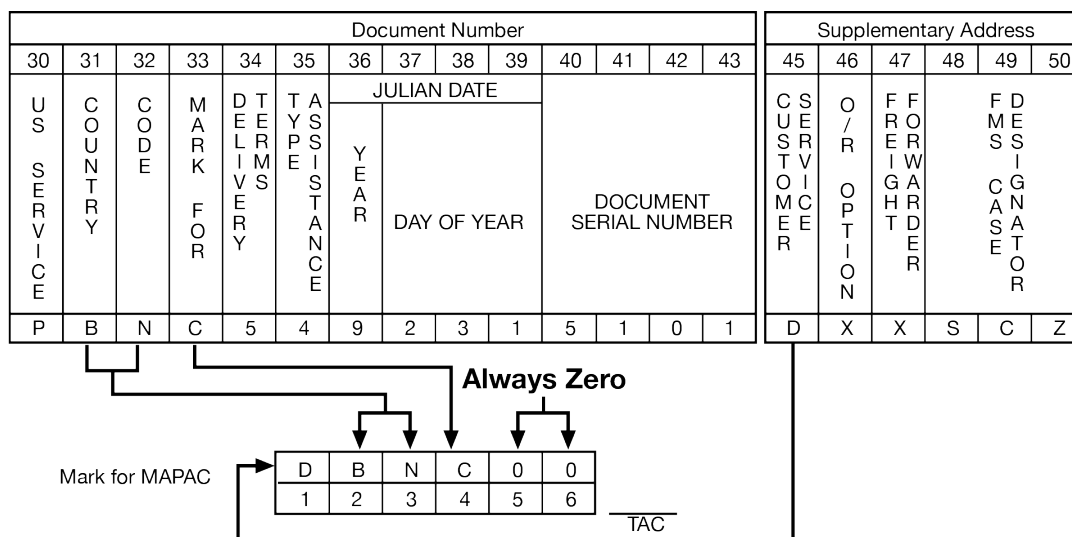 Document Number
Supplementary Address
30 31 32 33 34 35 36 37 38 39 40 41 42 43 45 46 47 48 49 50
US SERVICE
COUNTRY
CODE
MARK FOR
DELIVERY
TERMS
TYPE
ASSISTANCE
JULIAN DATE
YEAR
DAY OF YEAR
DOCUMENT
SERIAL NUMBER
CUSTOMER
SERVICE
O/R OPTION
FREIGHT
FORWARDER
FMS CASE
DESIGNATOR
P B N C 5 4 9 2 3 1 5 1 0 1 D X X S C Z
Always Zero
Mark for MAPAC
D B N C 0 0
1 2 3 4 5 6
TAC